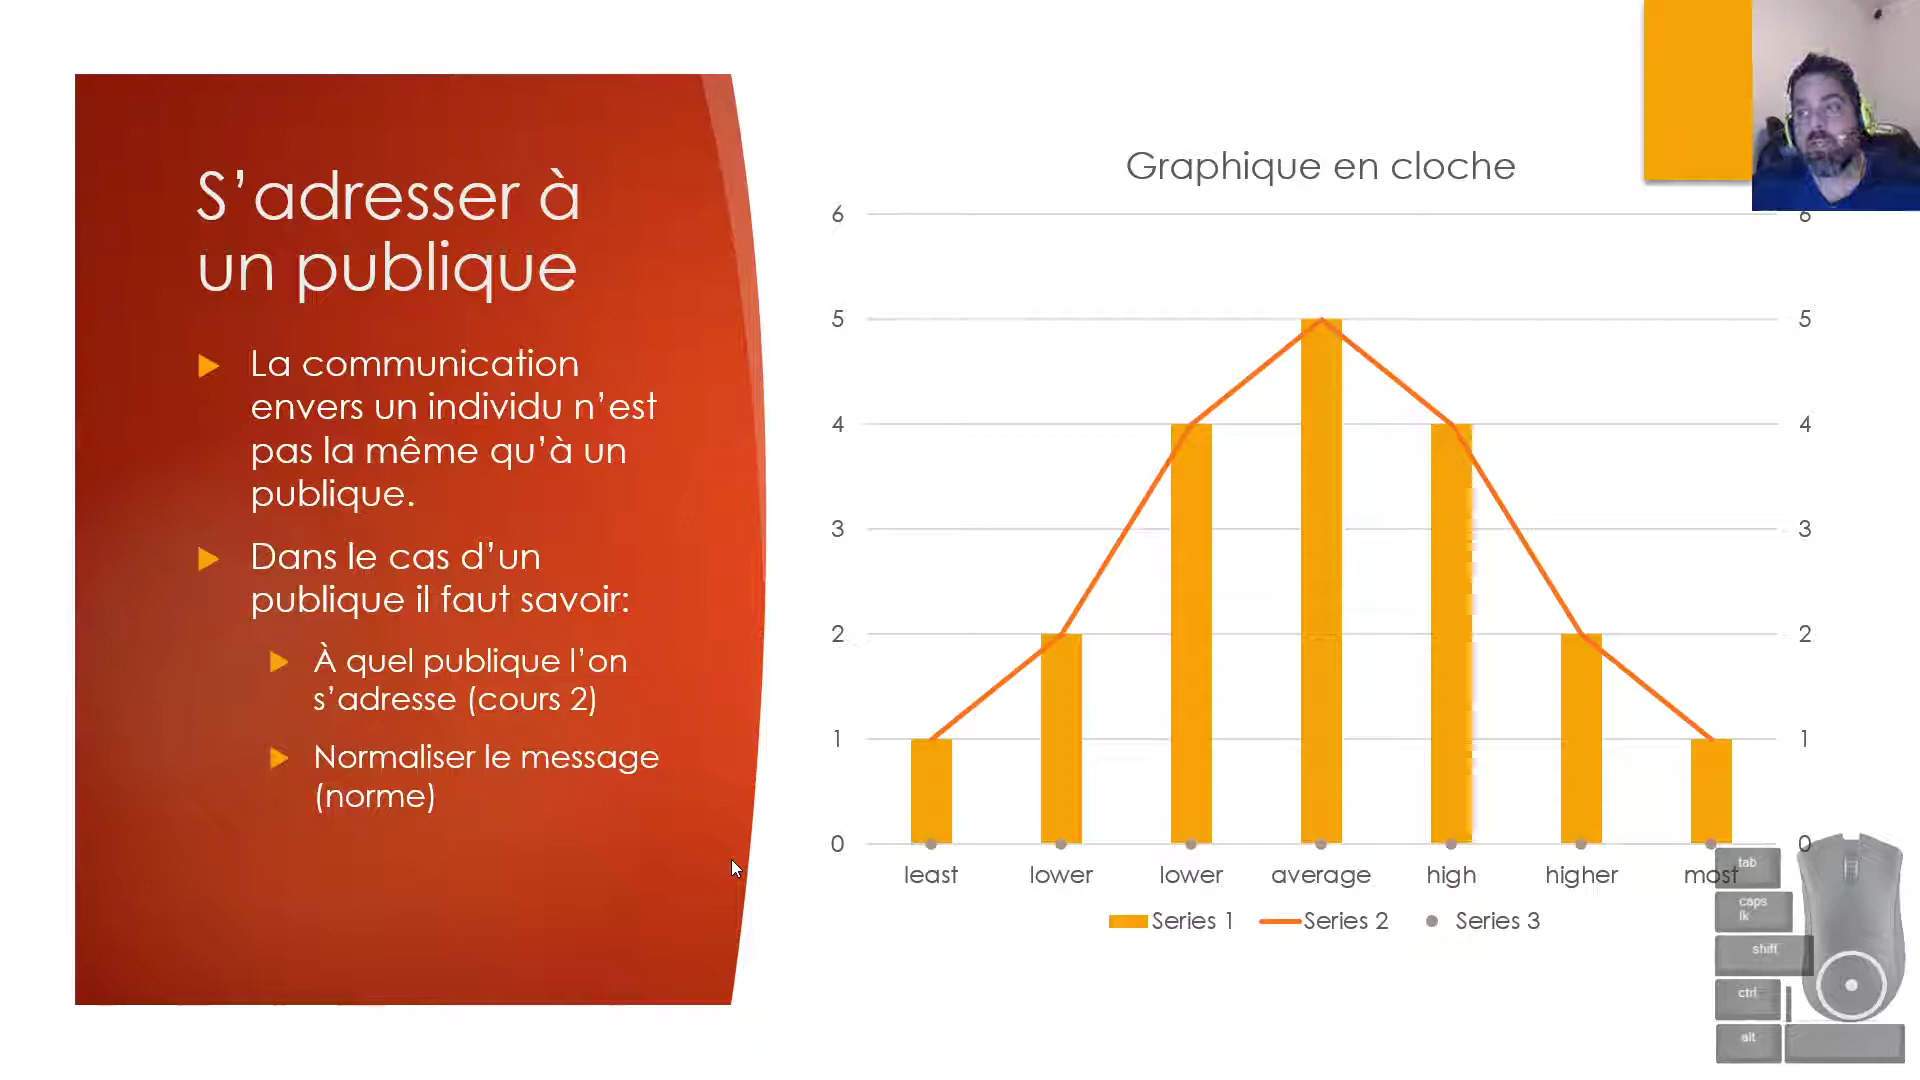 S’adresser à
un publique
La communication
envers un individu n’est
pas la même qu’à un
publique.
Dans le cas d’un
publique il faut savoir:
À quel publique l’on
s’adresse (cours 2)
Normaliser le message
(norme)
Graphique en cloche
6
6
5
5
4
4
3
3
2
2
1
1
0
0
least
lower
lower
average
high
higher
most
Series 1
Series 2
Series 3
tab
caps
lk
shift
ctrl
alt